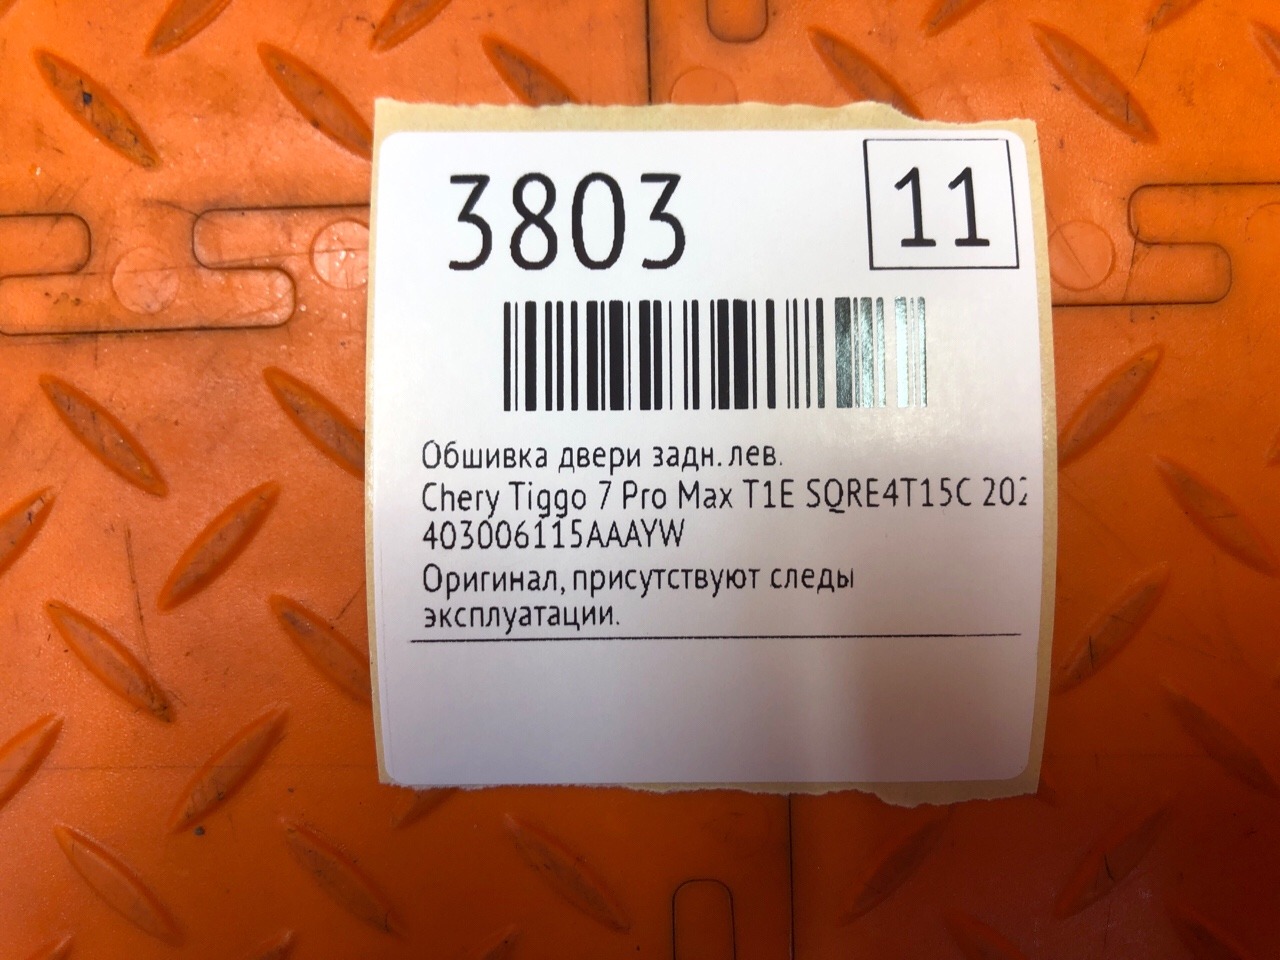 3803
11
Обшивка двери задн. лев.
Chery Tiggo 7 Pro Max T1E SQRE4T15C 202
403006115AAAYW
Оригинал, присутствуют следы
эксплуатации.